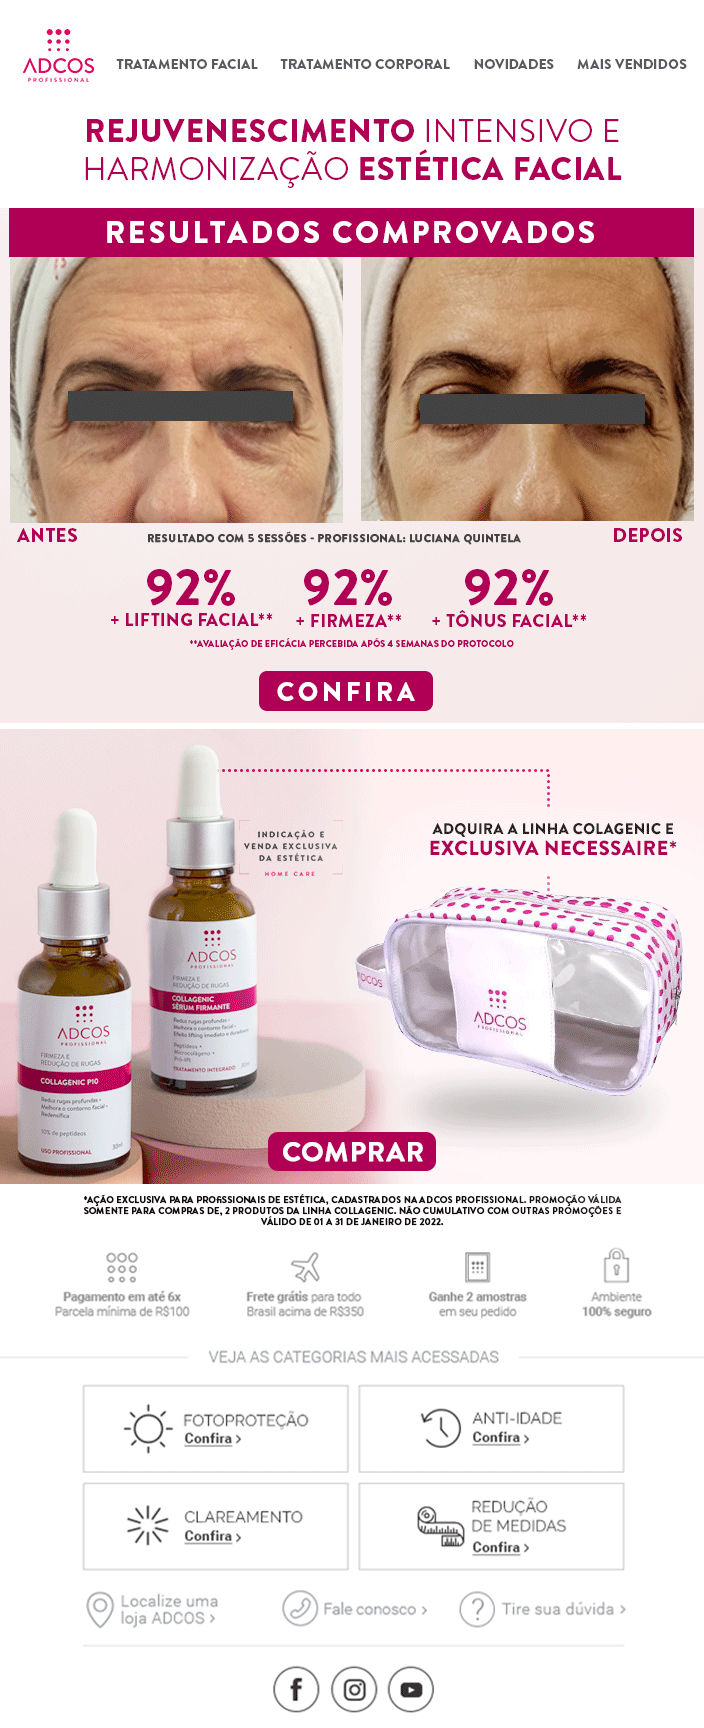 ADCOS
PROFISSIONAL
TRATAMENTO FACIAL
TRATAMENTO CORPORAL
NOVIDADES
MAIS VENDIDOS
REJUVENESCIMENTO INTENSIVO E
HARMONIZAÇÃO ESTÉTICA FACIAL
RESULTADOS COMPROVADOS
ANTES
RESULTADO COM 5 SESSÕES - PROFISSIONAL: LUCIANA QUINTELA
DEPOIS
92%
+ LIFTING FACIAL**
92%
+ FIRMEZA**
92%
+ TÔNUS FACIAL**
**AVALIAÇÃO DE EFICÁCIA PERCEBIDA APÓS 4 SEMANAS DO PROTOCOLO
CONFIRA
INDICAÇÃO E
VENDA EXCLUSIVA
DA ESTÉTICA
HOME CARE
ADQUIRA A LINHA COLAGENIC E
EXCLUSIVA NECESSAIRE*
ADCOS
PROFISSIONAL
FIRMEZA E
REDUÇÃO DE RUGAS
COLLAGENIC
SÉRUM FIRMANTE
Reduz rugas profundas •
Melhora o contorno facial •
Efeito lifting imediato e duradouro
Peptídeos •
Microcolágeno •
Pro-lift
TRATAMENTO INTEGRADO
30ml
ADCOS
PROFISSIONAL
FIRMEZA E
REDUÇÃO DE RUGAS
COLLAGENIC P10
Reduz rugas profundas •
Melhora o contorno facial •
Redensifica
10% de peptídeos
30ml
USO PROFISSIONAL
ADCOS
ADCOS
PROFISSIONAL
COMPRAR
*AÇÃO EXCLUSIVA PARA PROFISSIONAIS DE ESTÉTICA, CADASTRADOS NA ADCOS PROFISSIONAL. PROMOÇÃO VÁLIDA
SOMENTE PARA COMPRAS DE, 2 PRODUTOS DA LINHA COLLAGENIC. NÃO CUMULATIVO COM OUTRAS PROMOÇÕES E
VÁLIDO DE 01 A 31 DE JANEIRO DE 2022.
Pagamento em até 6x
Parcela mínima de R$100
Frete grátis para todo
Brasil acima de R$350
Ganhe 2 amostras
em seu pedido
Ambiente
100% seguro
VEJA AS CATEGORIAS MAIS ACESSADAS
FOTOPROTEÇÃO
Confira >
ANTI-IDADE
Confira >
CLAREAMENTO
Confira >
REDUÇÃO
DE MEDIDAS
Confira >
Localize uma
loja ADCOS >
Fale conosco >
Tire sua dúvida >